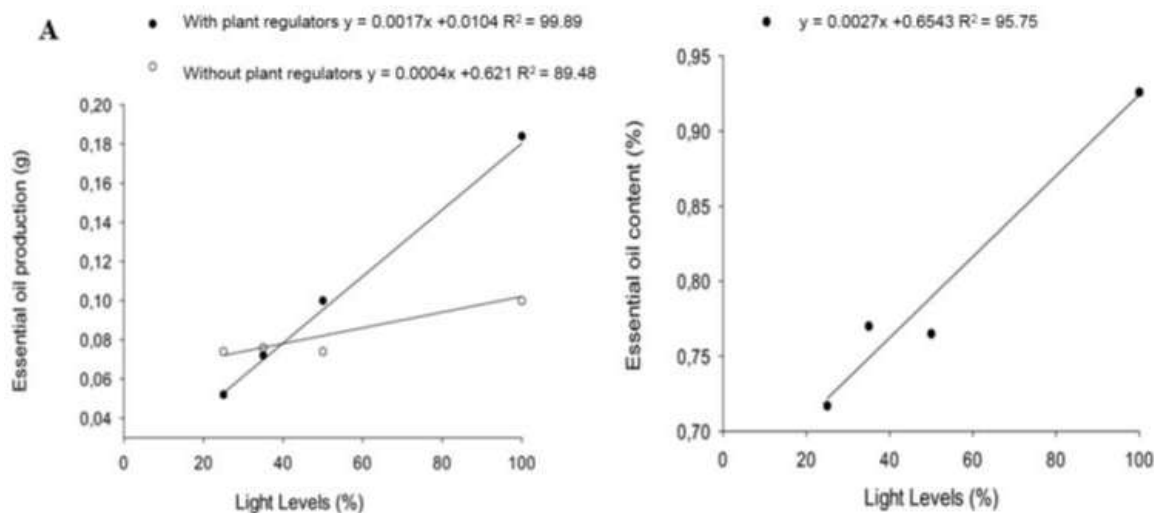 A
● With plant regulators y = 0.0017x +0.0104 R² = 99.89
○ Without plant regulators y = 0.0004x +0.621 R² = 89.48
Essential oil production (g)
0,20
0,18
0,16
0,14
0,12
0,10
0,08
0,06
0,04
0 20 40 60 80 100
Light Levels (%)
● y = 0.0027x +0.6543 R² = 95.75
Essential oil content (%)
0,95
0,90
0,85
0,80
0,75
0,70
0 20 40 60 80 100
Light Levels (%)